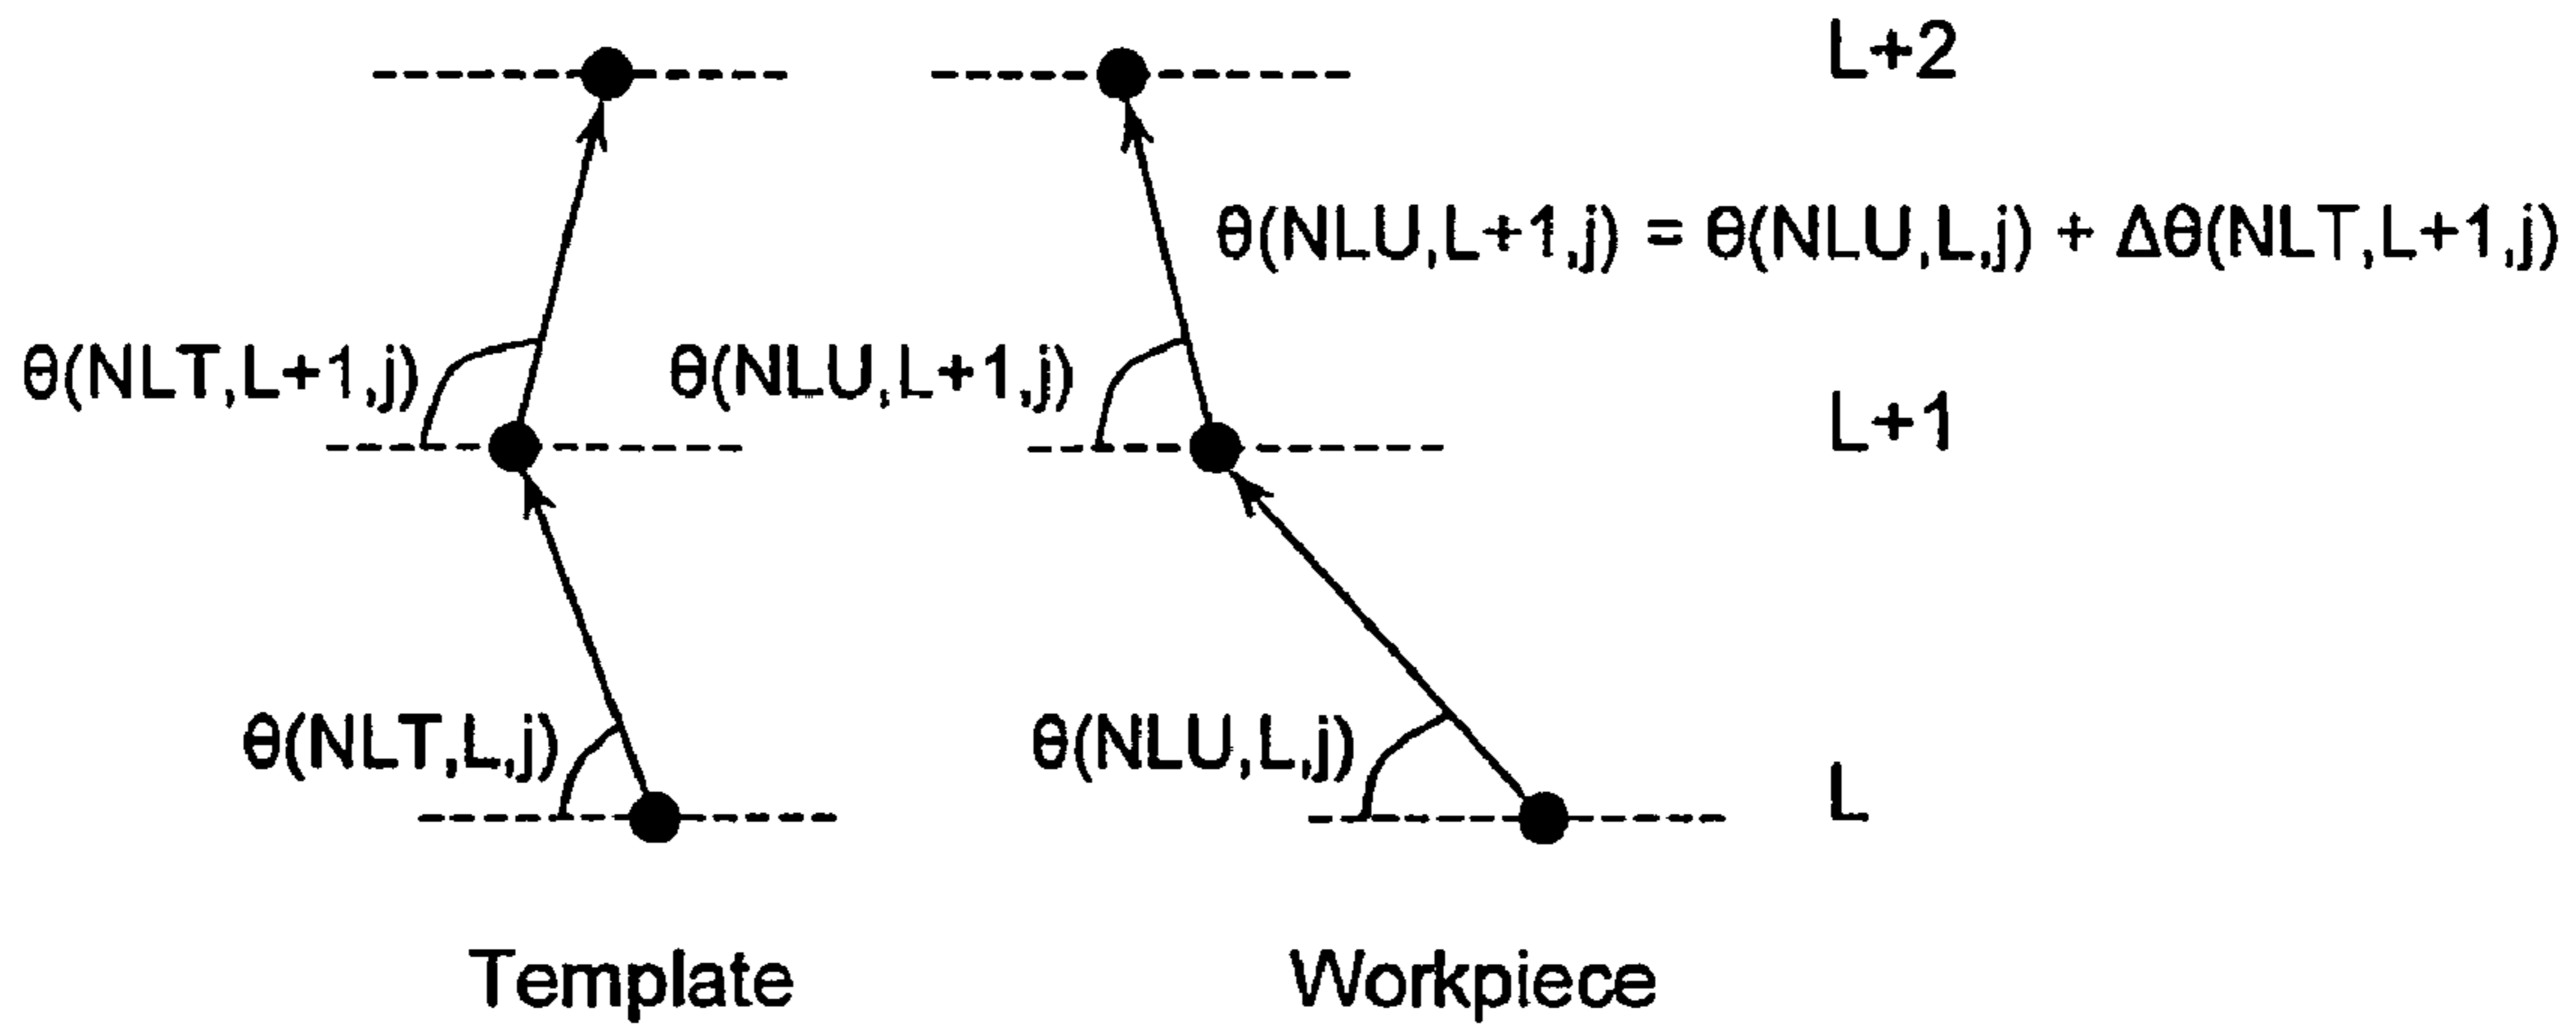 L+2
θ(NLU,L+1,j) = θ(NLU,L,j) + Δθ(NLT,L+1,j)
θ(NLT,L+1,j)
θ(NLU,L+1,j)
L+1
θ(NLT,L,j)
θ(NLU,L,j)
L
Template
Workpiece